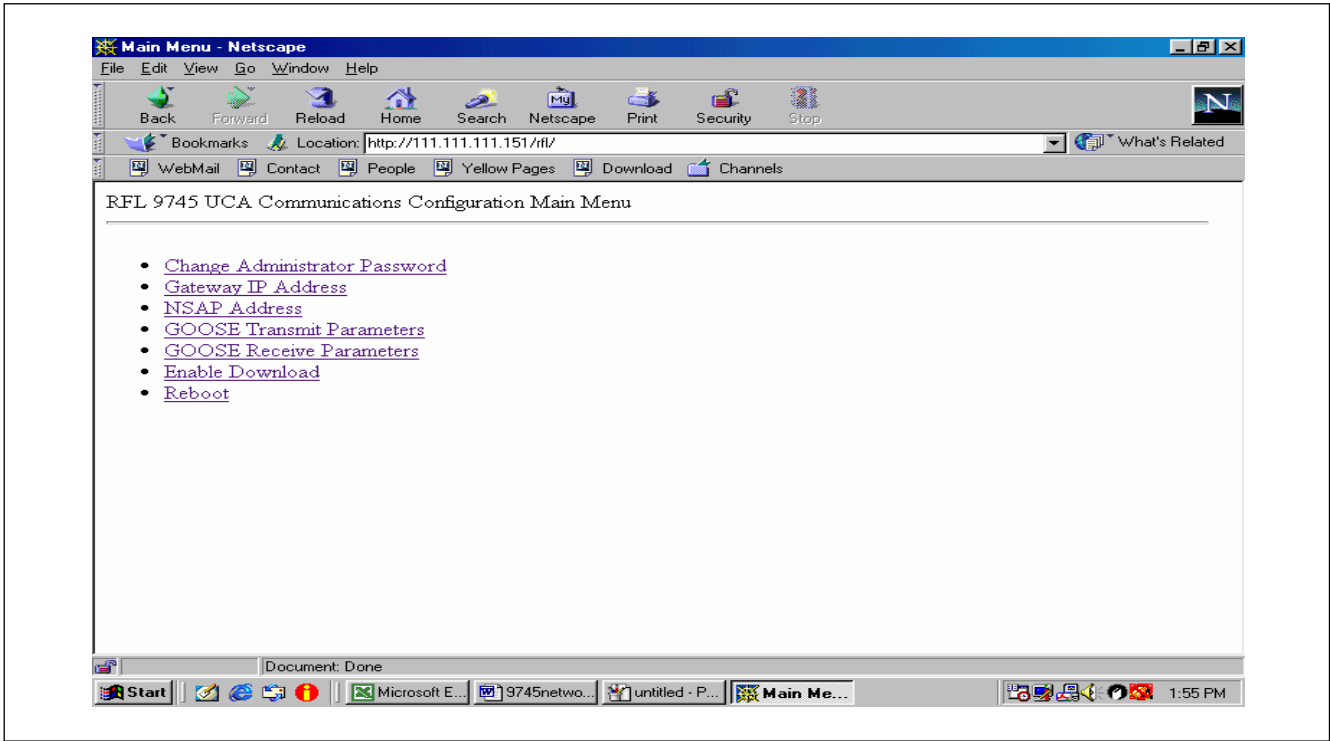 Main Menu - Netscape
File Edit View Go Window Help
Back Forward Reload Home Search Netscape Print Security Stop
My
N
Bookmarks Location: http://111.111.111.151/rfl/ What's Related
WebMail Contact People Yellow Pages Download Channels
RFL 9745 UCA Communications Configuration Main Menu
• Change Administrator Password
• Gateway IP Address
• NSAP Address
• GOOSE Transmit Parameters
• GOOSE Receive Parameters
• Enable Download
• Reboot
Document: Done
Start Microsoft E... 9745netwo... untitled - P... Main Me... 1:55 PM